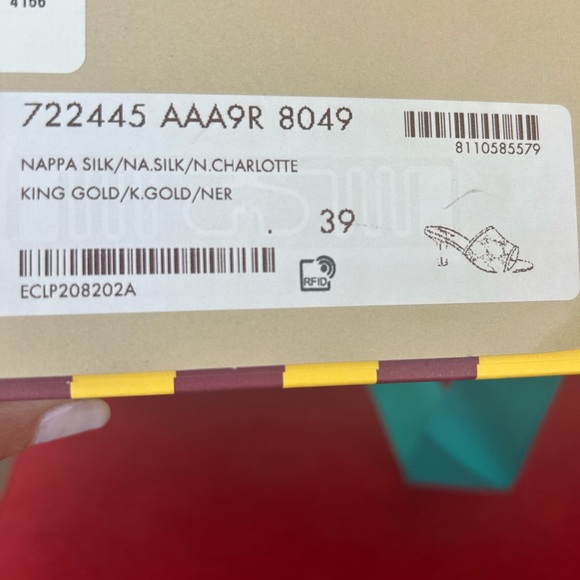 4166
722445 AAA9R 8049
8110585579
NAPPA SILK/NA.SILK/N.CHARLOTTE
KING GOLD/K.GOLD/NER
. 39
ECLP208202A
RFID